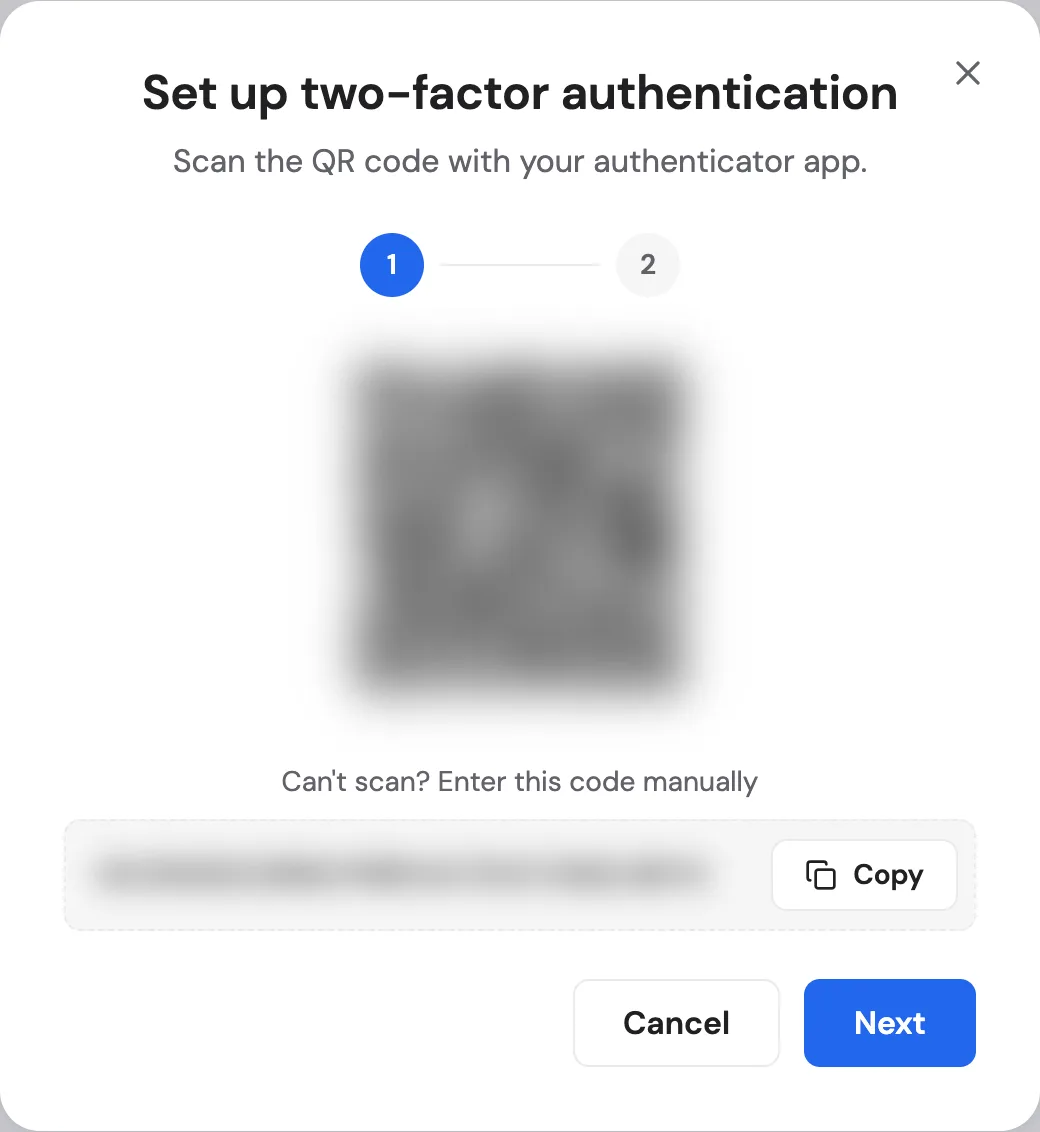 Set up two-factor authentication
Scan the QR code with your authenticator app.
1
2
Can't scan? Enter this code manually
Copy
Cancel
Next